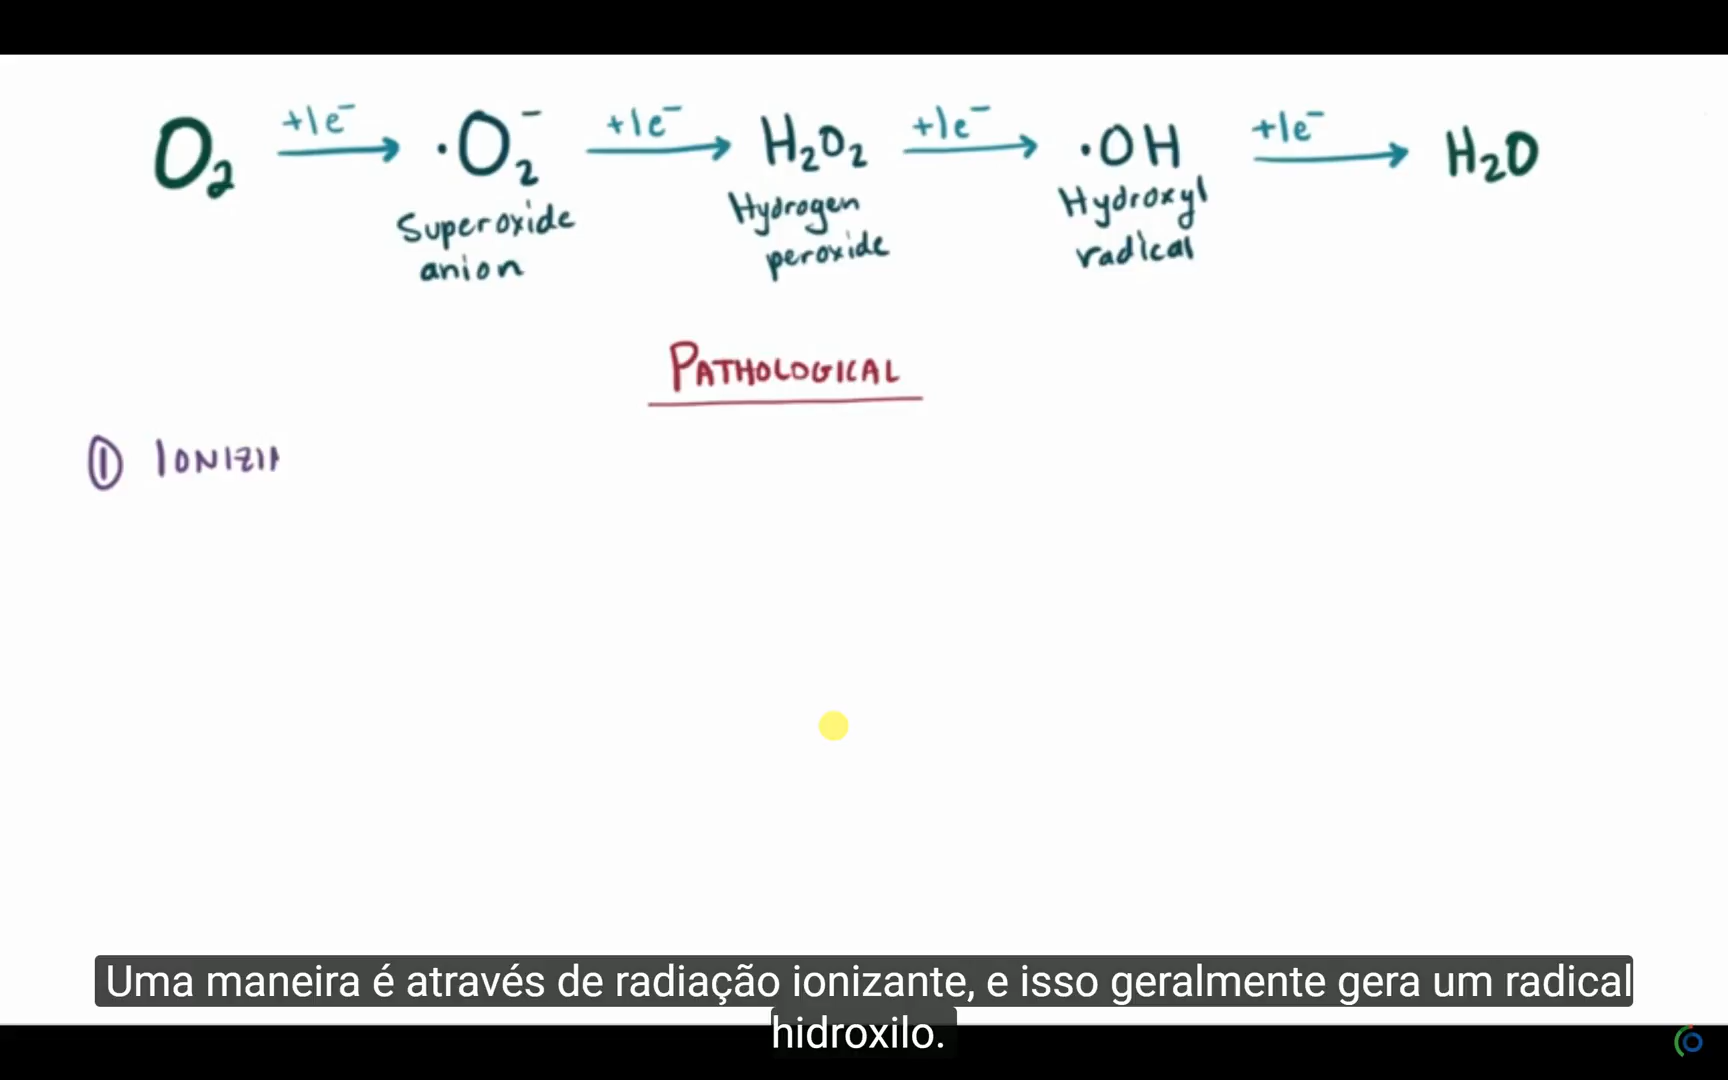 O₂ +1e⁻ → ·O₂⁻ +1e⁻ → H₂O₂ +1e⁻ → ·OH +1e⁻ → H₂O
Superoxide anion
Hydrogen peroxide
Hydroxyl radical
PATHOLOGICAL
① IONIZI
Uma maneira é através de radiação ionizante, e isso geralmente gera um radical
hidroxilo.